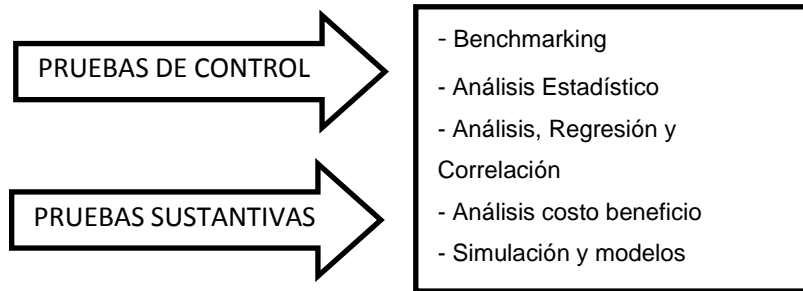 PRUEBAS DE CONTROL
PRUEBAS SUSTANTIVAS
- Benchmarking
- Análisis Estadístico
- Análisis, Regresión y
Correlación
- Análisis costo beneficio
- Simulación y modelos